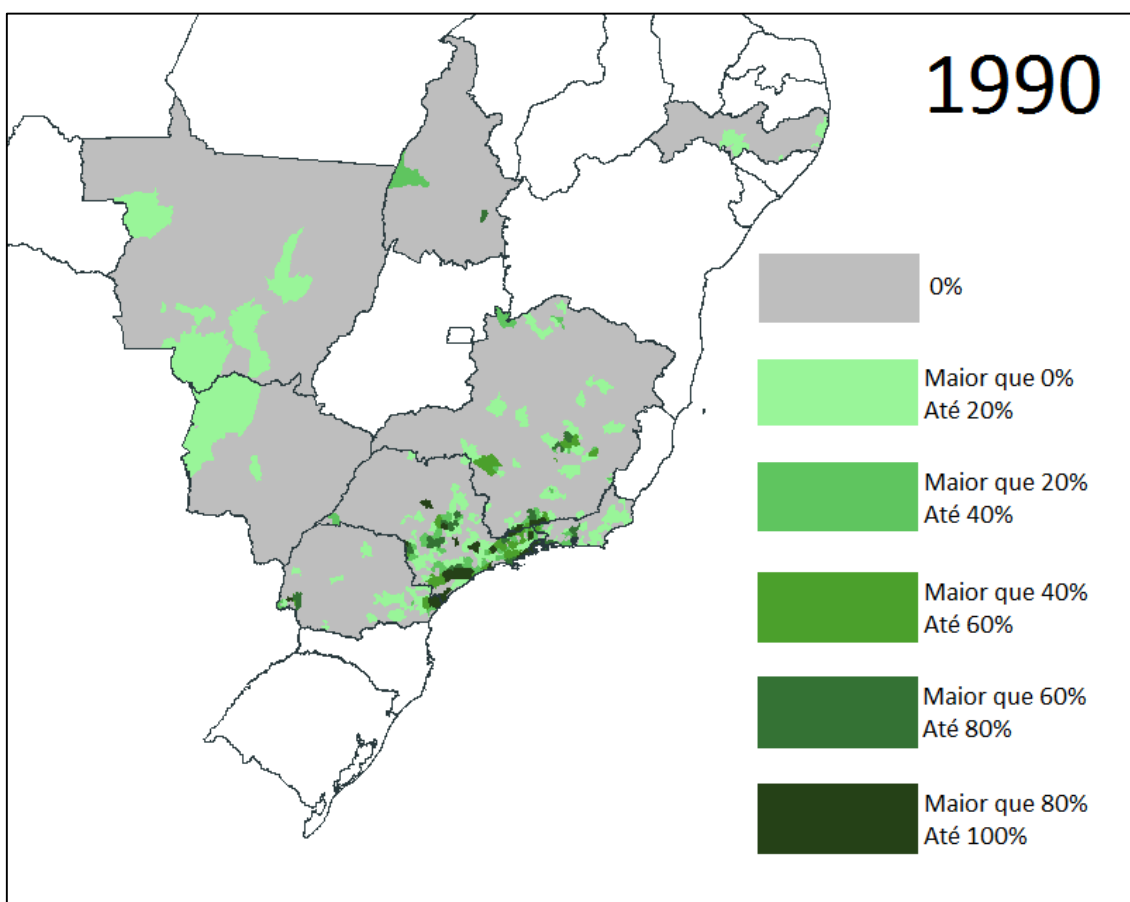 1990
0%
Maior que 0%
Até 20%
Maior que 20%
Até 40%
Maior que 40%
Até 60%
Maior que 60%
Até 80%
Maior que 80%
Até 100%